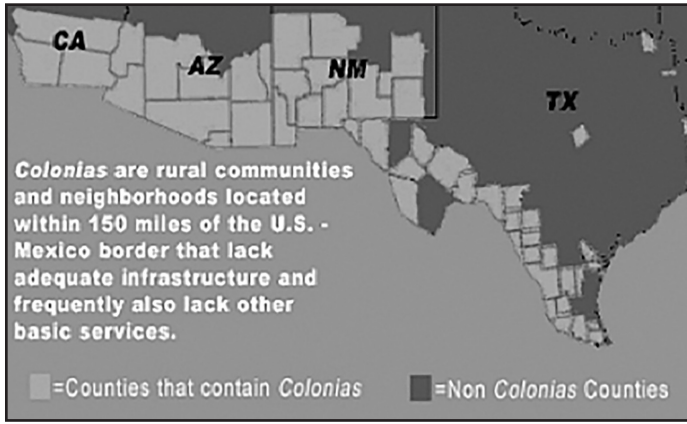 CA
AZ
NM
TX
Colonias are rural communities
and neighborhoods located
within 150 miles of the U.S. -
Mexico border that lack
adequate infrastructure and
frequently also lack other
basic services.
=Counties that contain Colonias
=Non Colonias Counties